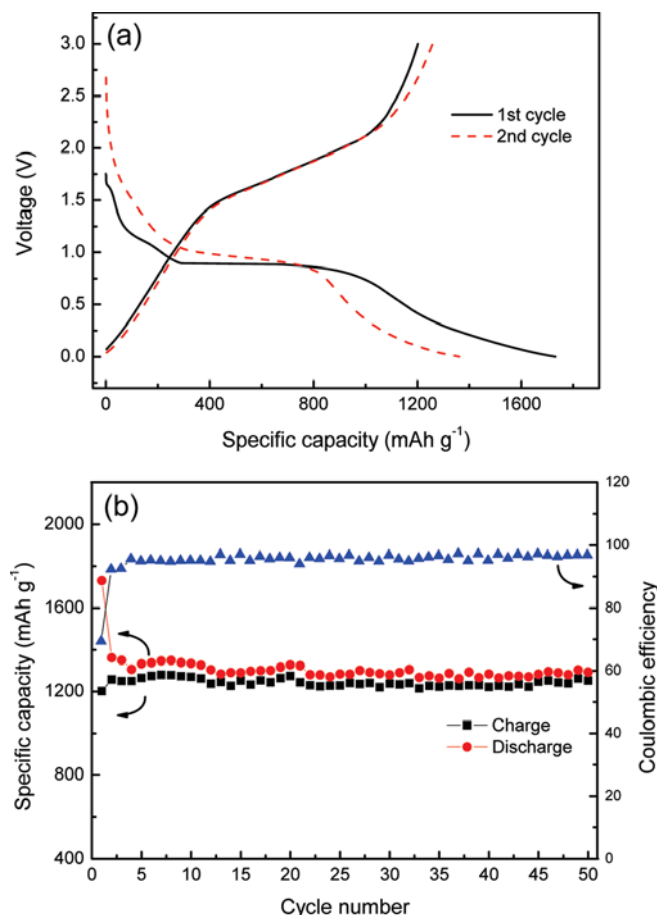 (a)
3.0
2.5
2.0
1.5
1.0
0.5
0.0
Voltage (V)
1st cycle
2nd cycle
0 400 800 1200 1600
Specific capacity (mAh g⁻¹)
(b)
2000
1600
1200
800
400
Specific capacity (mAh g⁻¹)
120
100
80
60
40
20
0
Coulombic efficiency
Charge
Discharge
0 5 10 15 20 25 30 35 40 45 50
Cycle number